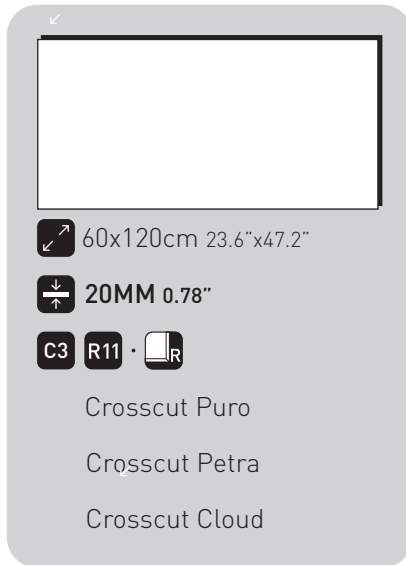 60x120cm 23.6"x47.2"
20MM 0.78"
C3 R11 · R
Crosscut Puro
Crosscut Petra
Crosscut Cloud